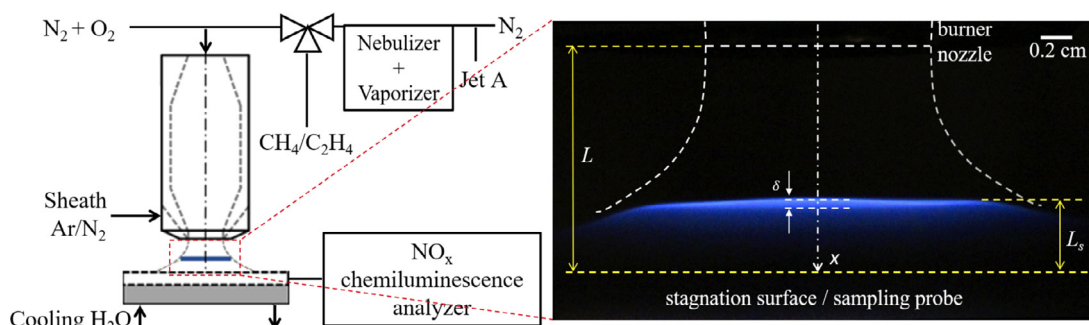 N₂ + O₂
N₂
Nebulizer
+
Vaporizer
Jet A
CH₄/C₂H₄
Sheath
Ar/N₂
NOₓ
chemiluminescence
analyzer
Cooling H₂O
burner
nozzle
0.2 cm
L
δ
Lₛ
x
stagnation surface / sampling probe